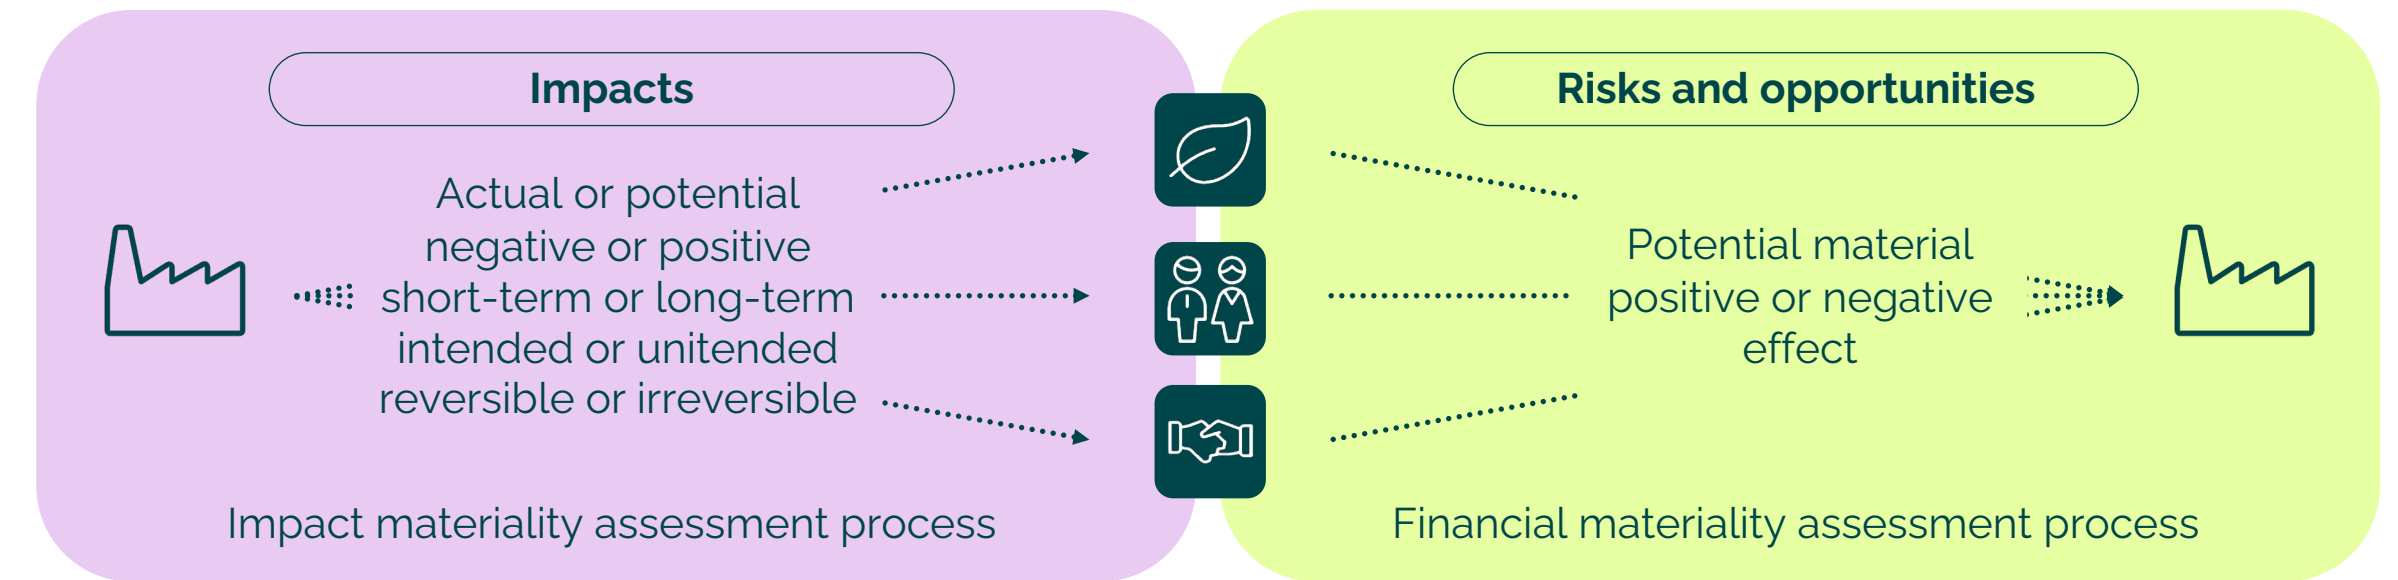 Impacts
Actual or potential
negative or positive
short-term or long-term
intended or unitended
reversible or irreversible
Impact materiality assessment process
Risks and opportunities
Potential material
positive or negative
effect
Financial materiality assessment process